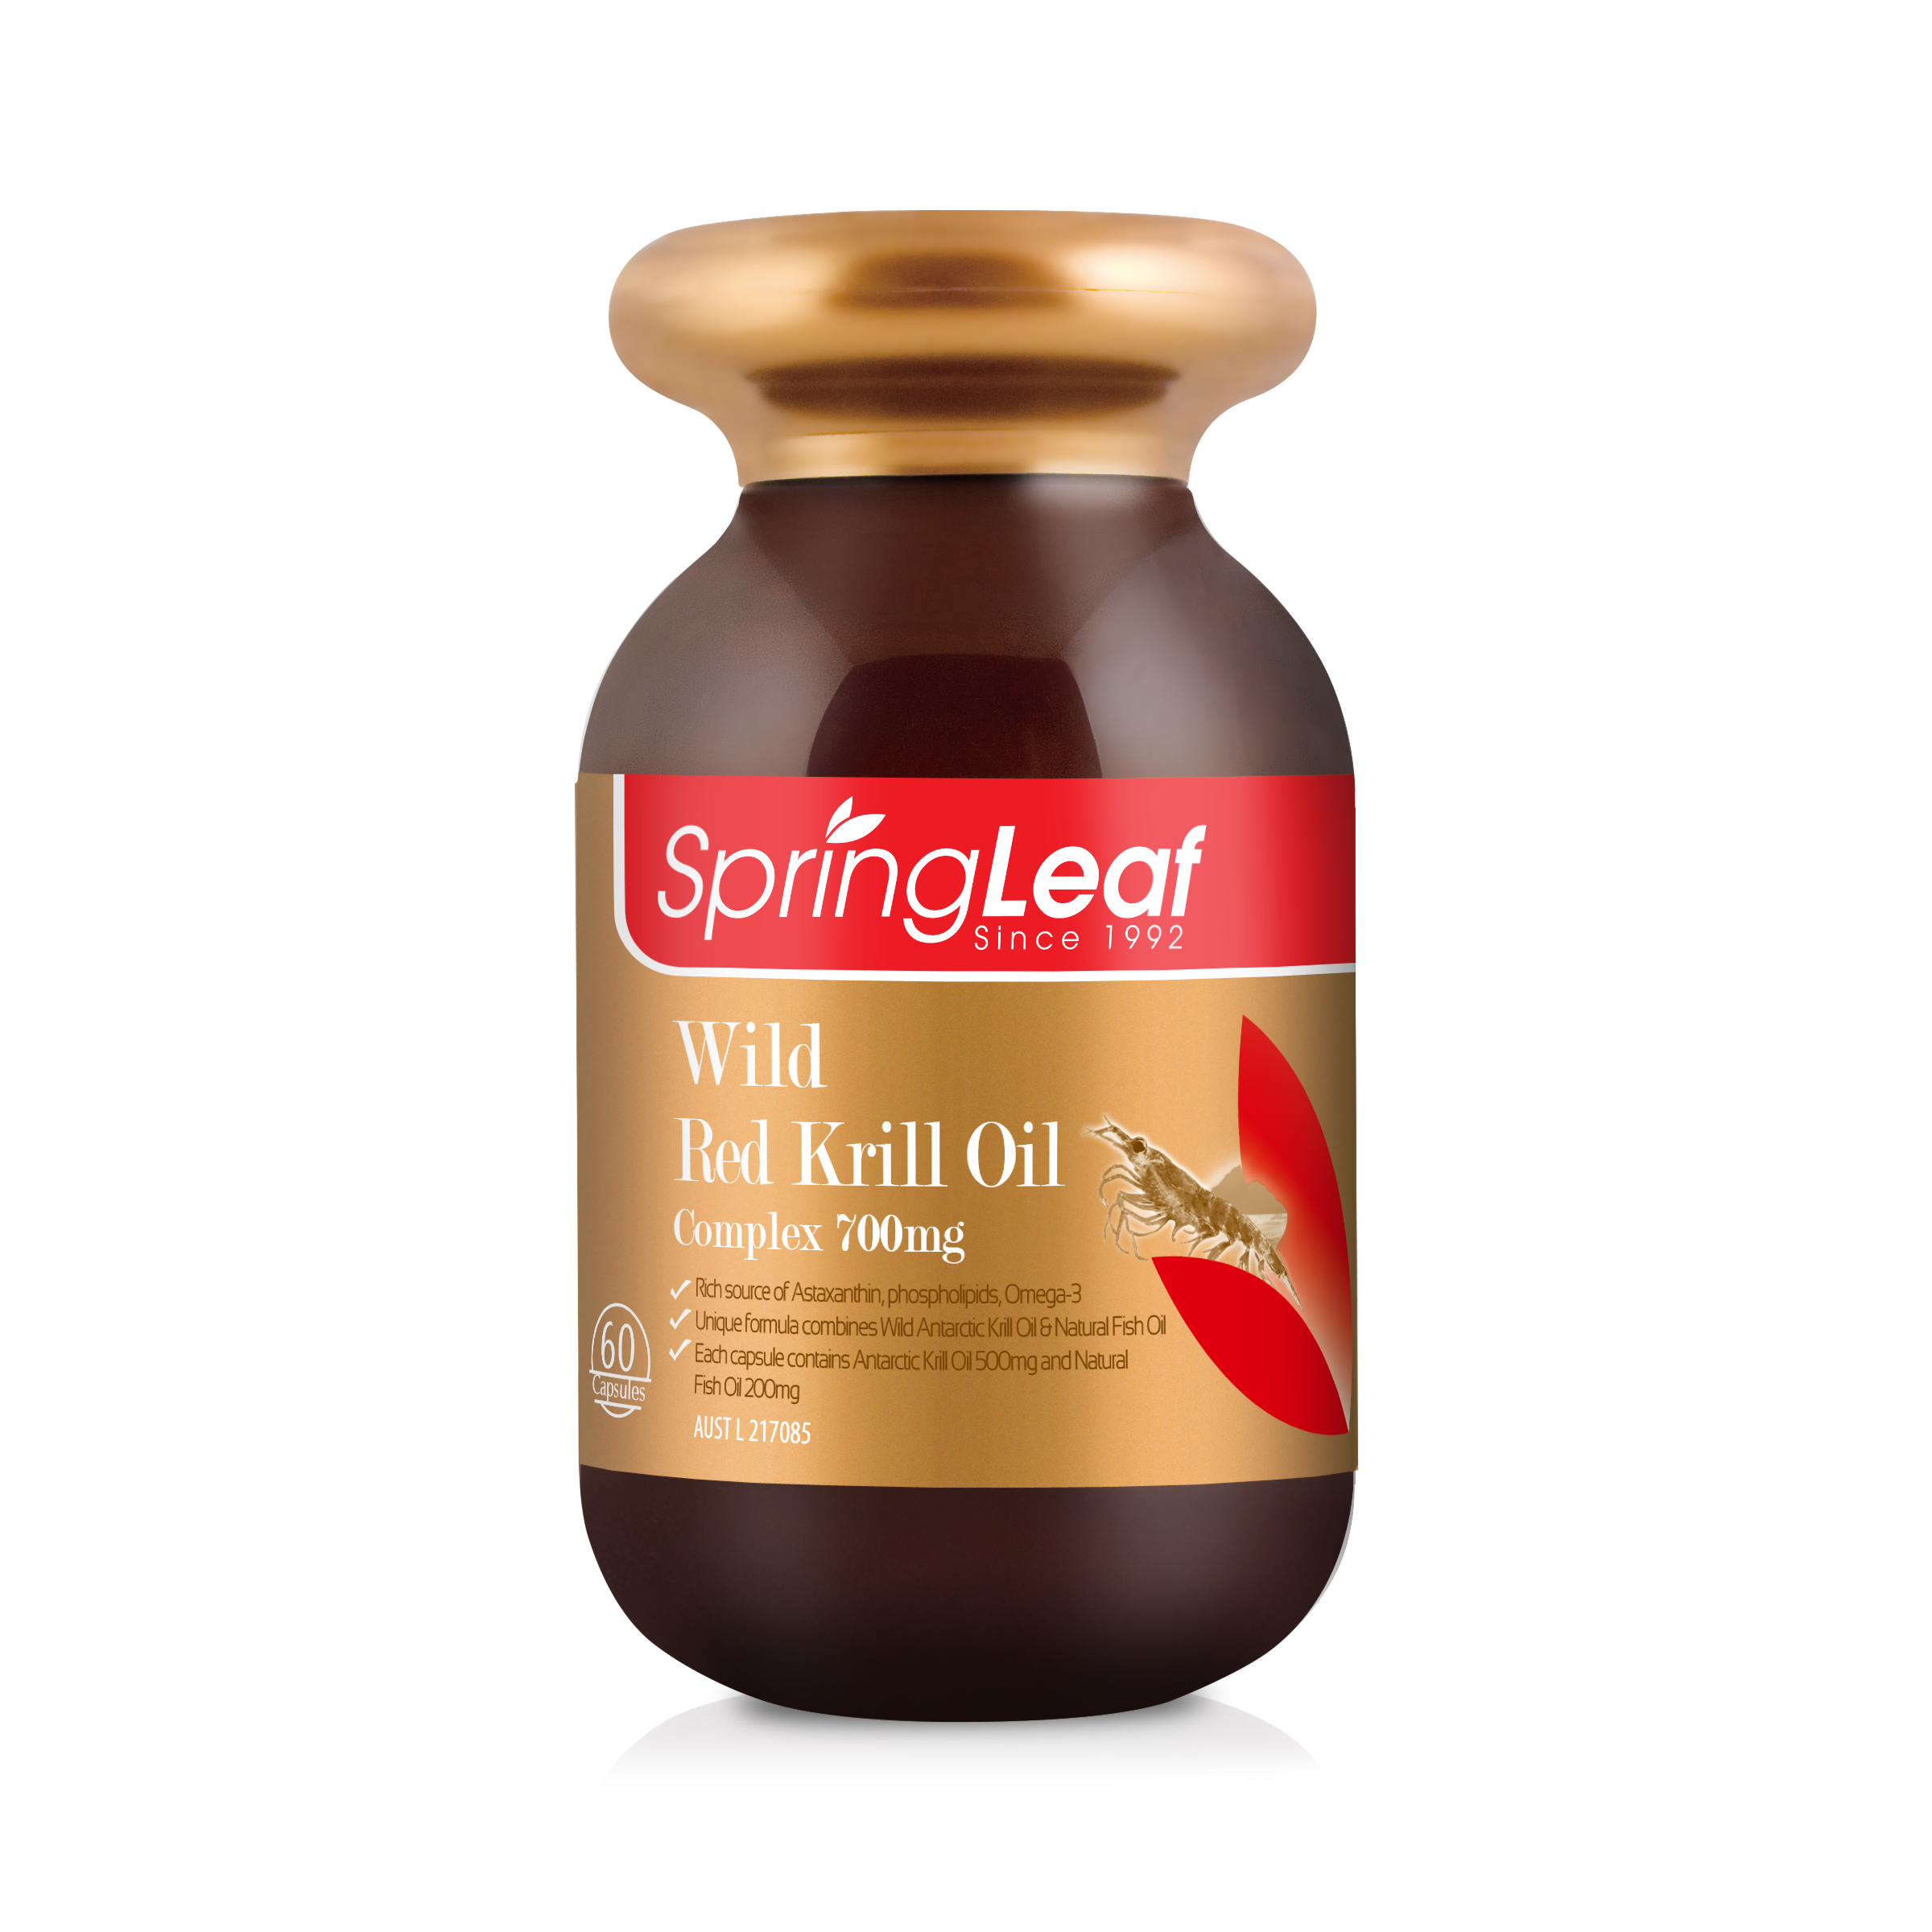 SpringLeaf
Since 1992
Wild
Red Krill Oil
Complex 700mg
Rich source of Astaxanthin, phospholipids, Omega-3
Unique formula combines Wild Antarctic Krill Oil & Natural Fish Oil
Each capsule contains Antarctic Krill Oil 500mg and Natural
Fish Oil 200mg
AUST L 217085
60
Capsules